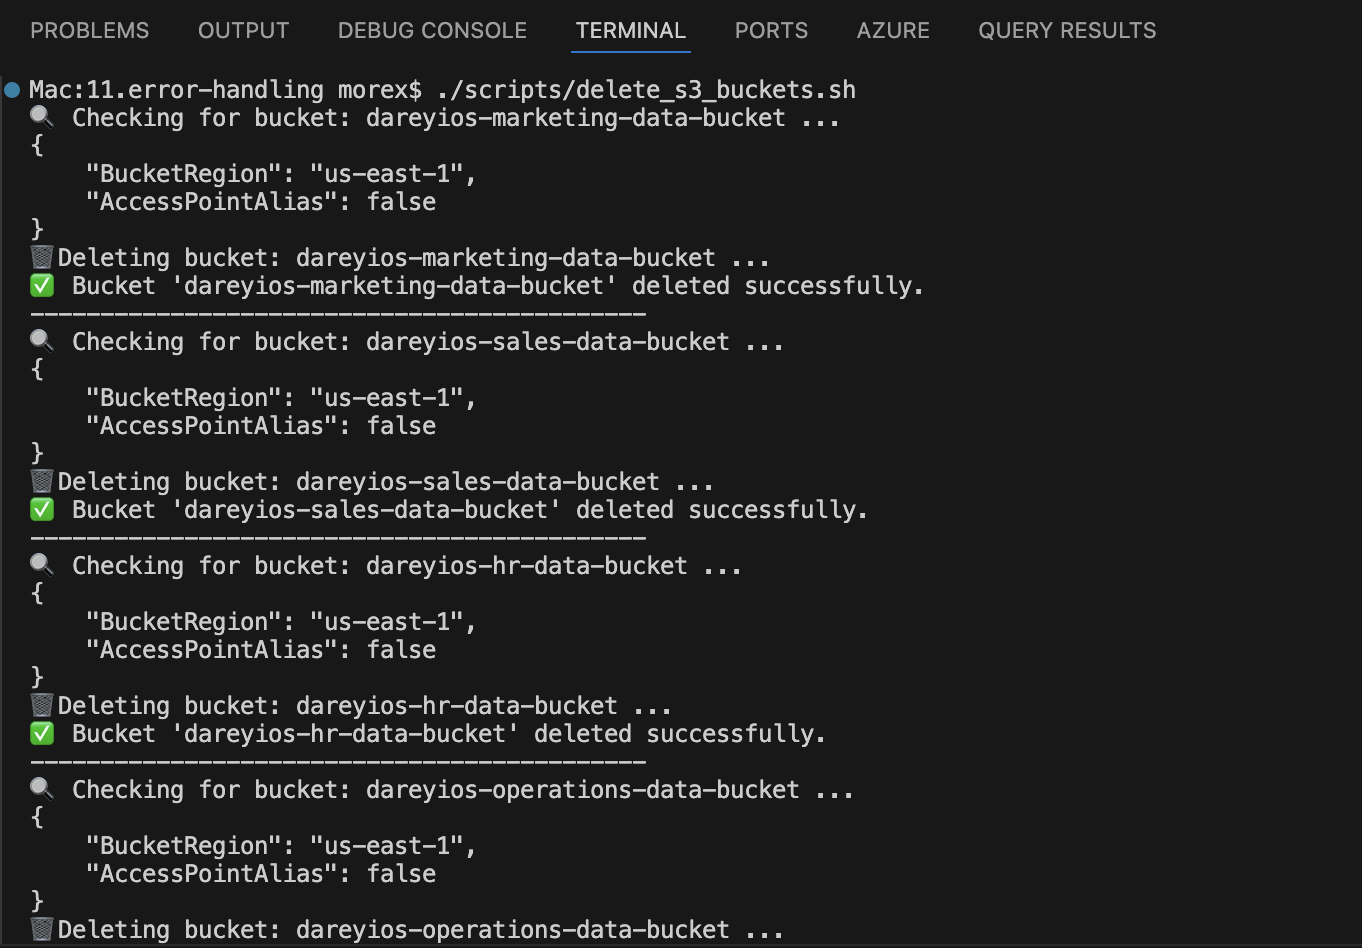 PROBLEMS OUTPUT DEBUG CONSOLE TERMINAL PORTS AZURE QUERY RESULTS
Mac:11.error-handling morex$ ./scripts/delete_s3_buckets.sh
🔍 Checking for bucket: dareyios-marketing-data-bucket ...
{
    "BucketRegion": "us-east-1",
    "AccessPointAlias": false
}
🗑️Deleting bucket: dareyios-marketing-data-bucket ...
✅ Bucket 'dareyios-marketing-data-bucket' deleted successfully.
--------------------------------------------
🔍 Checking for bucket: dareyios-sales-data-bucket ...
{
    "BucketRegion": "us-east-1",
    "AccessPointAlias": false
}
🗑️Deleting bucket: dareyios-sales-data-bucket ...
✅ Bucket 'dareyios-sales-data-bucket' deleted successfully.
--------------------------------------------
🔍 Checking for bucket: dareyios-hr-data-bucket ...
{
    "BucketRegion": "us-east-1",
    "AccessPointAlias": false
}
🗑️Deleting bucket: dareyios-hr-data-bucket ...
✅ Bucket 'dareyios-hr-data-bucket' deleted successfully.
--------------------------------------------
🔍 Checking for bucket: dareyios-operations-data-bucket ...
{
    "BucketRegion": "us-east-1",
    "AccessPointAlias": false
}
🗑️Deleting bucket: dareyios-operations-data-bucket ...